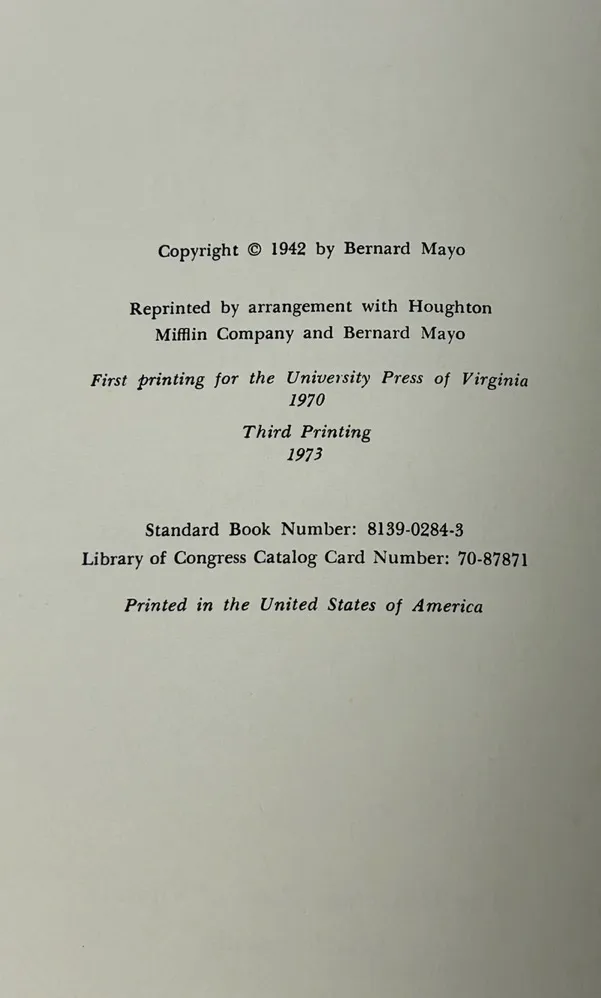 Copyright © 1942 by Bernard Mayo
Reprinted by arrangement with Houghton
Mifflin Company and Bernard Mayo
First printing for the University Press of Virginia
1970
Third Printing
1973
Standard Book Number: 8139-0284-3
Library of Congress Catalog Card Number: 70-87871
Printed in the United States of America